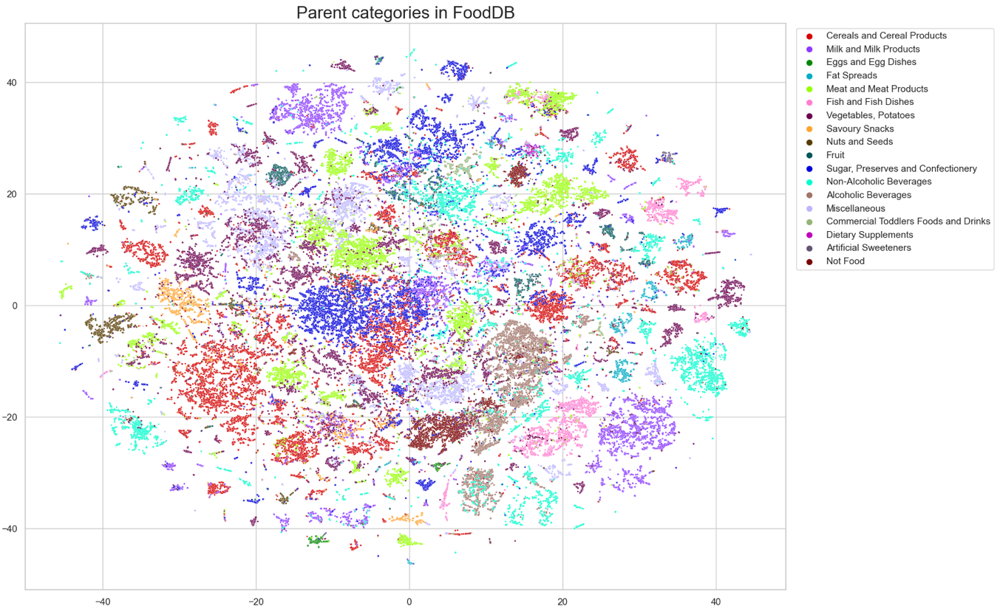 Parent categories in FoodDB
40
20
0
−20
−40
−40
−20
0
20
40
Cereals and Cereal Products
Milk and Milk Products
Eggs and Egg Dishes
Fat Spreads
Meat and Meat Products
Fish and Fish Dishes
Vegetables, Potatoes
Savoury Snacks
Nuts and Seeds
Fruit
Sugar, Preserves and Confectionery
Non-Alcoholic Beverages
Alcoholic Beverages
Miscellaneous
Commercial Toddlers Foods and Drinks
Dietary Supplements
Artificial Sweeteners
Not Food